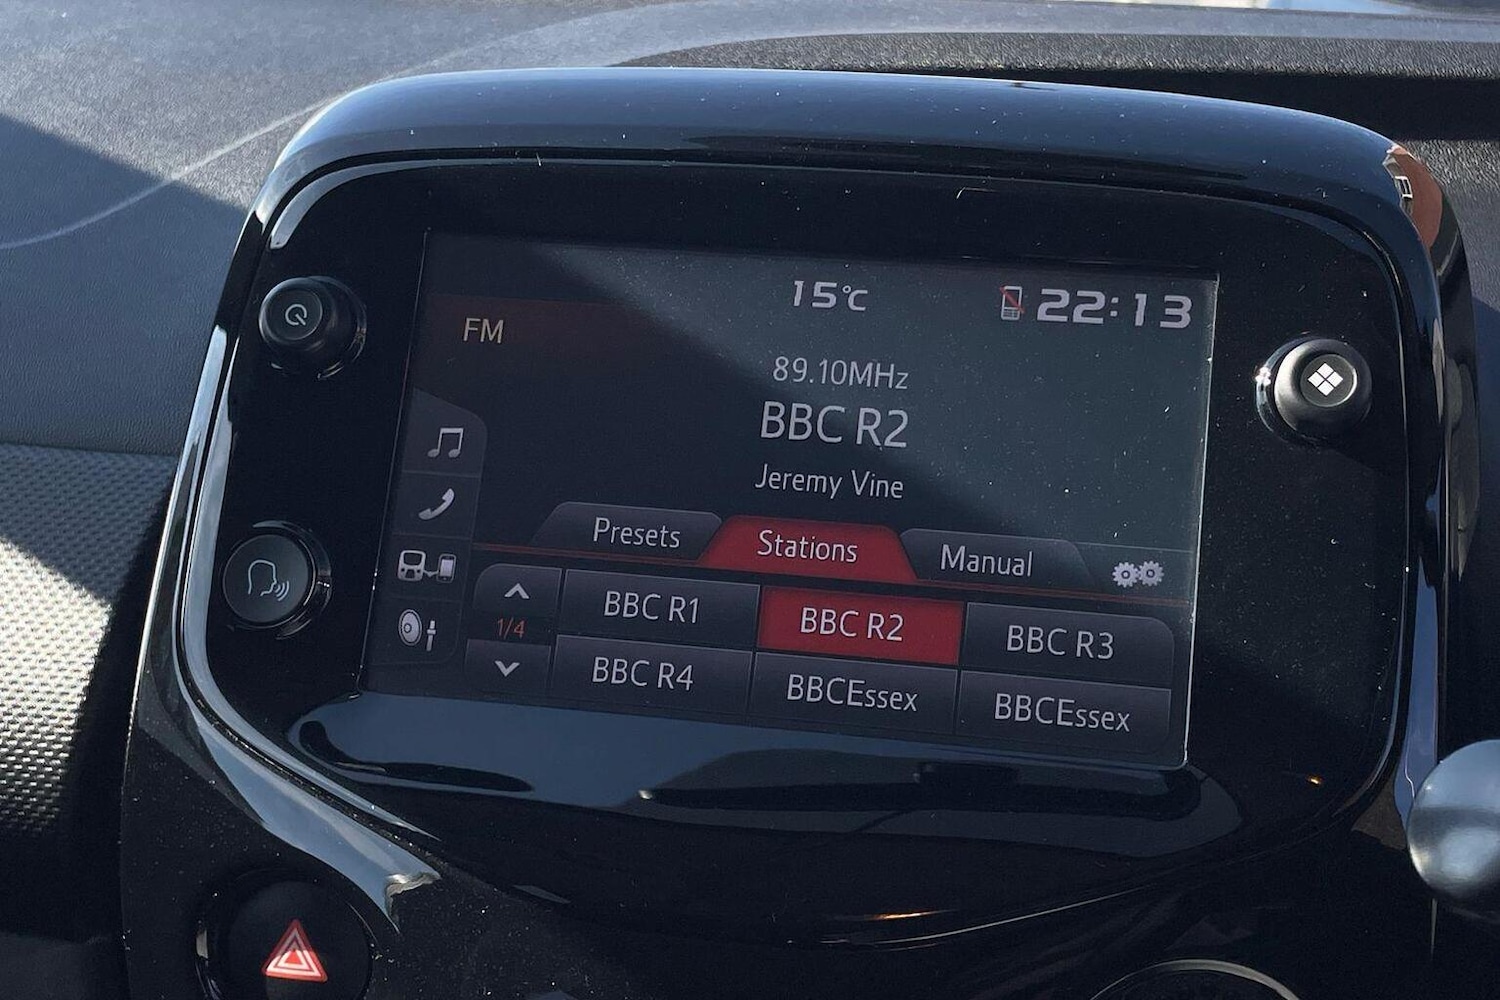 15°C
22:13
FM
89.10MHz
BBC R2
Jeremy Vine
Presets
Stations
Manual
1/4
BBC R1
BBC R2
BBC R3
BBC R4
BBCEssex
BBCEssex